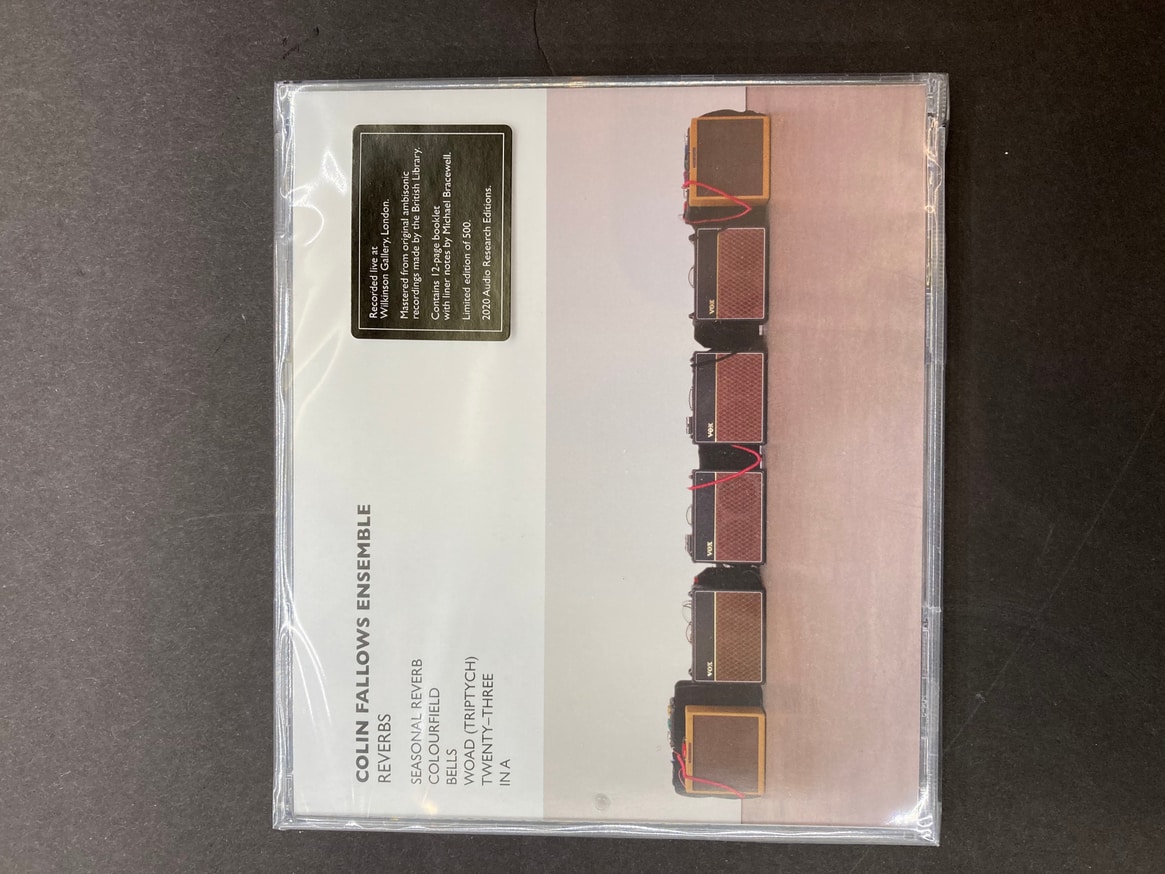 COLIN FALLOWS ENSEMBLE
REVERBS
SEASONAL REVERB
COLOURFIELD
BELLS
WOAD (TRIPTYCH)
TWENTY–THREE
IN A
Recorded live at
Wilkinson Gallery, London.
Mastered from original ambisonic
recordings made by the British Library.
Contains 12-page booklet
with liner notes by Michael Bracewell.
Limited edition of 500.
2020 Audio Research Editions.
VOX
VOX
VOX
VOX